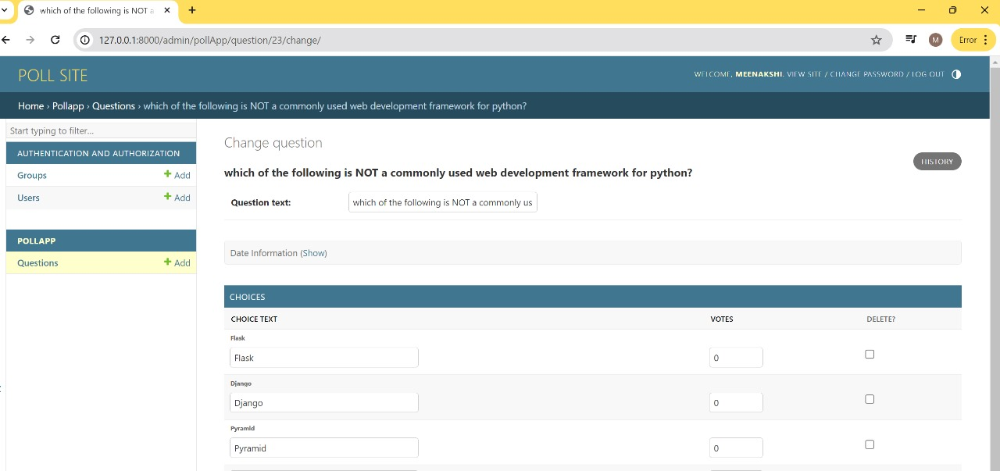 which of the following is NOT a
127.0.0.1:8000/admin/pollApp/question/23/change/
M
Error
POLL SITE
WELCOME, MEENAKSHI. VIEW SITE / CHANGE PASSWORD / LOG OUT
Home › Pollapp › Questions › which of the following is NOT a commonly used web development framework for python?
Start typing to filter...
AUTHENTICATION AND AUTHORIZATION
Groups + Add
Users + Add
POLLAPP
Questions + Add
Change question
HISTORY
which of the following is NOT a commonly used web development framework for python?
Question text: which of the following is NOT a commonly us
Date Information (Show)
CHOICES
CHOICE TEXT VOTES DELETE?
Flask
Flask 0
Django
Django 0
Pyramid
Pyramid 0